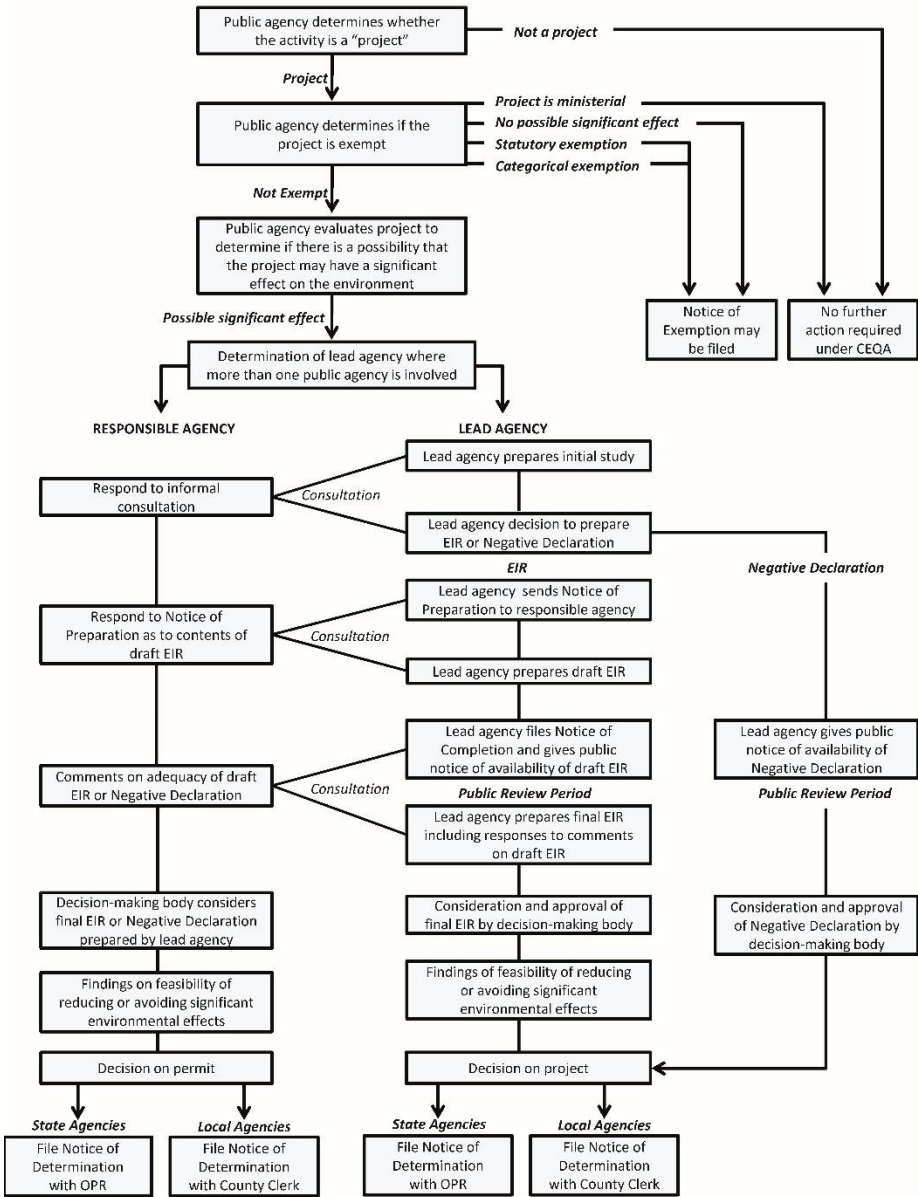 Public agency determines whether
the activity is a “project”
Not a project
Project
Public agency determines if the
project is exempt
Project is ministerial
No possible significant effect
Statutory exemption
Categorical exemption
Not Exempt
Public agency evaluates project to
determine if there is a possibility that
the project may have a significant
effect on the environment
Notice of
Exemption may
be filed
No further
action required
under CEQA
Possible significant effect
Determination of lead agency where
more than one public agency is involved
RESPONSIBLE AGENCY
LEAD AGENCY
Lead agency prepares initial study
Respond to informal
consultation
Consultation
Lead agency decision to prepare
EIR or Negative Declaration
EIR
Negative Declaration
Lead agency sends Notice of
Preparation to responsible agency
Respond to Notice of
Preparation as to contents of
draft EIR
Consultation
Lead agency prepares draft EIR
Lead agency files Notice of
Completion and gives public
notice of availability of draft EIR
Lead agency gives public
notice of availability of
Negative Declaration
Comments on adequacy of draft
EIR or Negative Declaration
Consultation
Public Review Period
Public Review Period
Lead agency prepares final EIR
including responses to comments
on draft EIR
Decision-making body considers
final EIR or Negative Declaration
prepared by lead agency
Consideration and approval of
final EIR by decision-making body
Consideration and approval
of Negative Declaration by
decision-making body
Findings on feasibility of
reducing or avoiding significant
environmental effects
Findings of feasibility of reducing
or avoiding significant
environmental effects
Decision on permit
Decision on project
State Agencies
Local Agencies
State Agencies
Local Agencies
File Notice of
Determination
with OPR
File Notice of
Determination
with County Clerk
File Notice of
Determination
with OPR
File Notice of
Determination
with County Clerk